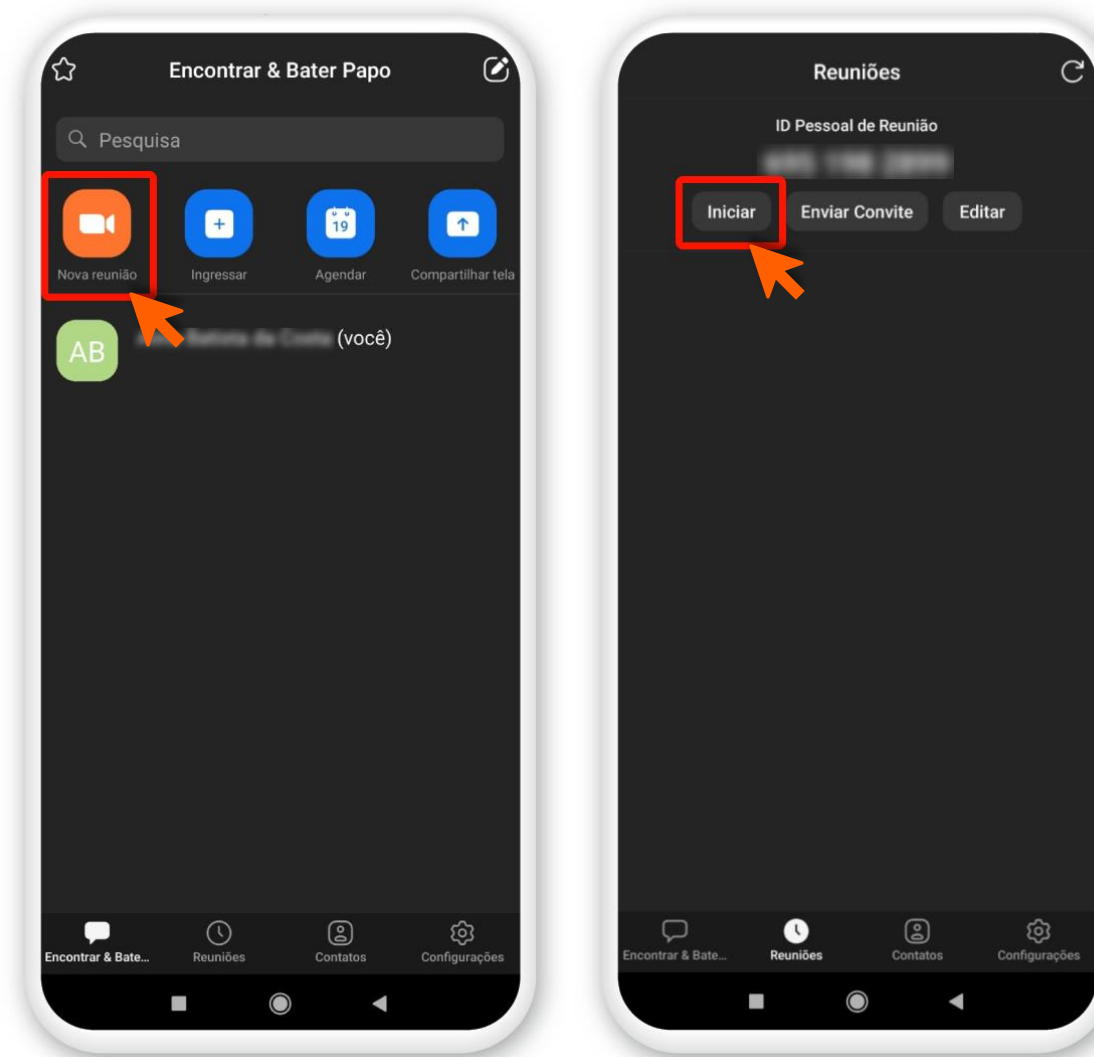 Encontrar & Bater Papo
Pesquisa
19
Nova reunião
Ingressar
Agendar
Compartilhar tela
AB
(você)
Encontrar & Bate...
Reuniões
Contatos
Configurações
Reuniões
ID Pessoal de Reunião
Iniciar
Enviar Convite
Editar
Encontrar & Bate...
Reuniões
Contatos
Configurações